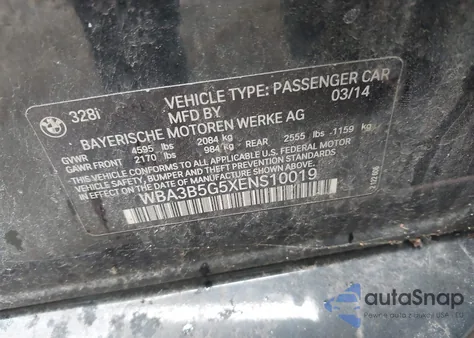 328i
VEHICLE TYPE: PASSENGER CAR
MFD BY 03/14
BAYERISCHE MOTOREN WERKE AG
GVWR 4595 lbs 2084 kg
GAWR FRONT 2170 lbs 984 kg REAR 2555 lbs 1159 kg
THIS VEHICLE CONFORMS TO ALL APPLICABLE U.S. FEDERAL MOTOR
VEHICLE SAFETY, BUMPER AND THEFT PREVENTION STANDARDS
IN EFFECT ON THE DATE OF MANUFACTURE SHOWN ABOVE.
WBA3B5G5XENS10019
autoSnap